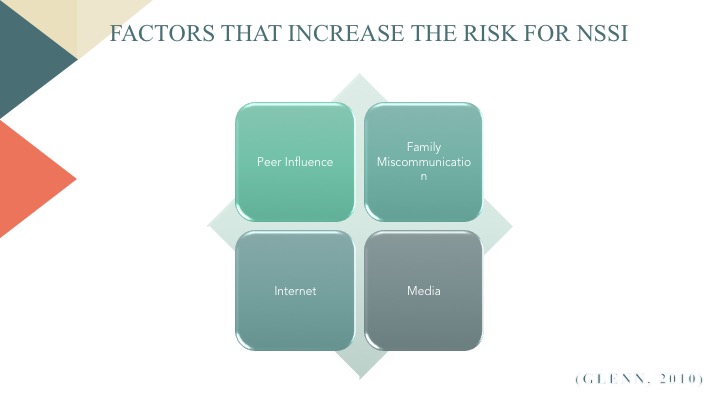 FACTORS THAT INCREASE THE RISK FOR NSSI
Peer Influence
Family
Miscommunicatio
n
Internet
Media
(GLENN, 2010)